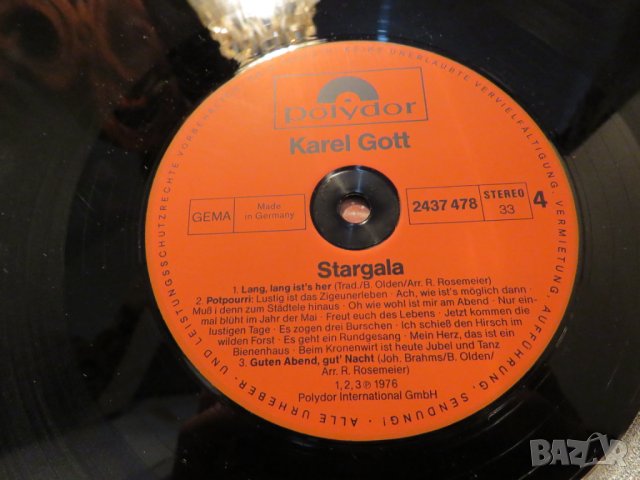 polydor
Karel Gott
GEMA
Made
in Germany
2437 478
STEREO
33
4
Stargala
1. Lang, lang ist's her (Trad./B. Olden/Arr. R. Rosemeier)
2. Potpourri: Lustig ist das Zigeunerleben · Ach, wie ist's möglich dann ·
Muß i denn zum Städtele hinaus · Oh wie wohl ist mir am Abend · Nur ein-
mal blüht im Jahr der Mai · Freut euch des Lebens · Jetzt kommen die
lustigen Tage · Es zogen drei Burschen · Ich schieß den Hirsch im
wilden Forst · Es geht ein Rundgesang · Mein Herz, das ist ein
Bienenhaus · Beim Kronenwirt ist heute Jubel und Tanz
3. Guten Abend, gut' Nacht (Joh. Brahms/B. Olden/
Arr. R. Rosemeier)
1, 2, 3 ℗ 1976
Polydor International GmbH
ALLE URHEBER- UND LEISTUNGSSCHUTZRECHTE VORBEHALTEN · KEINE UNERLAUBTE VERVIELFÄLTIGUNG, VERMIETUNG, AUFFÜHRUNG, SENDUNG! ·
BAZAR
bg